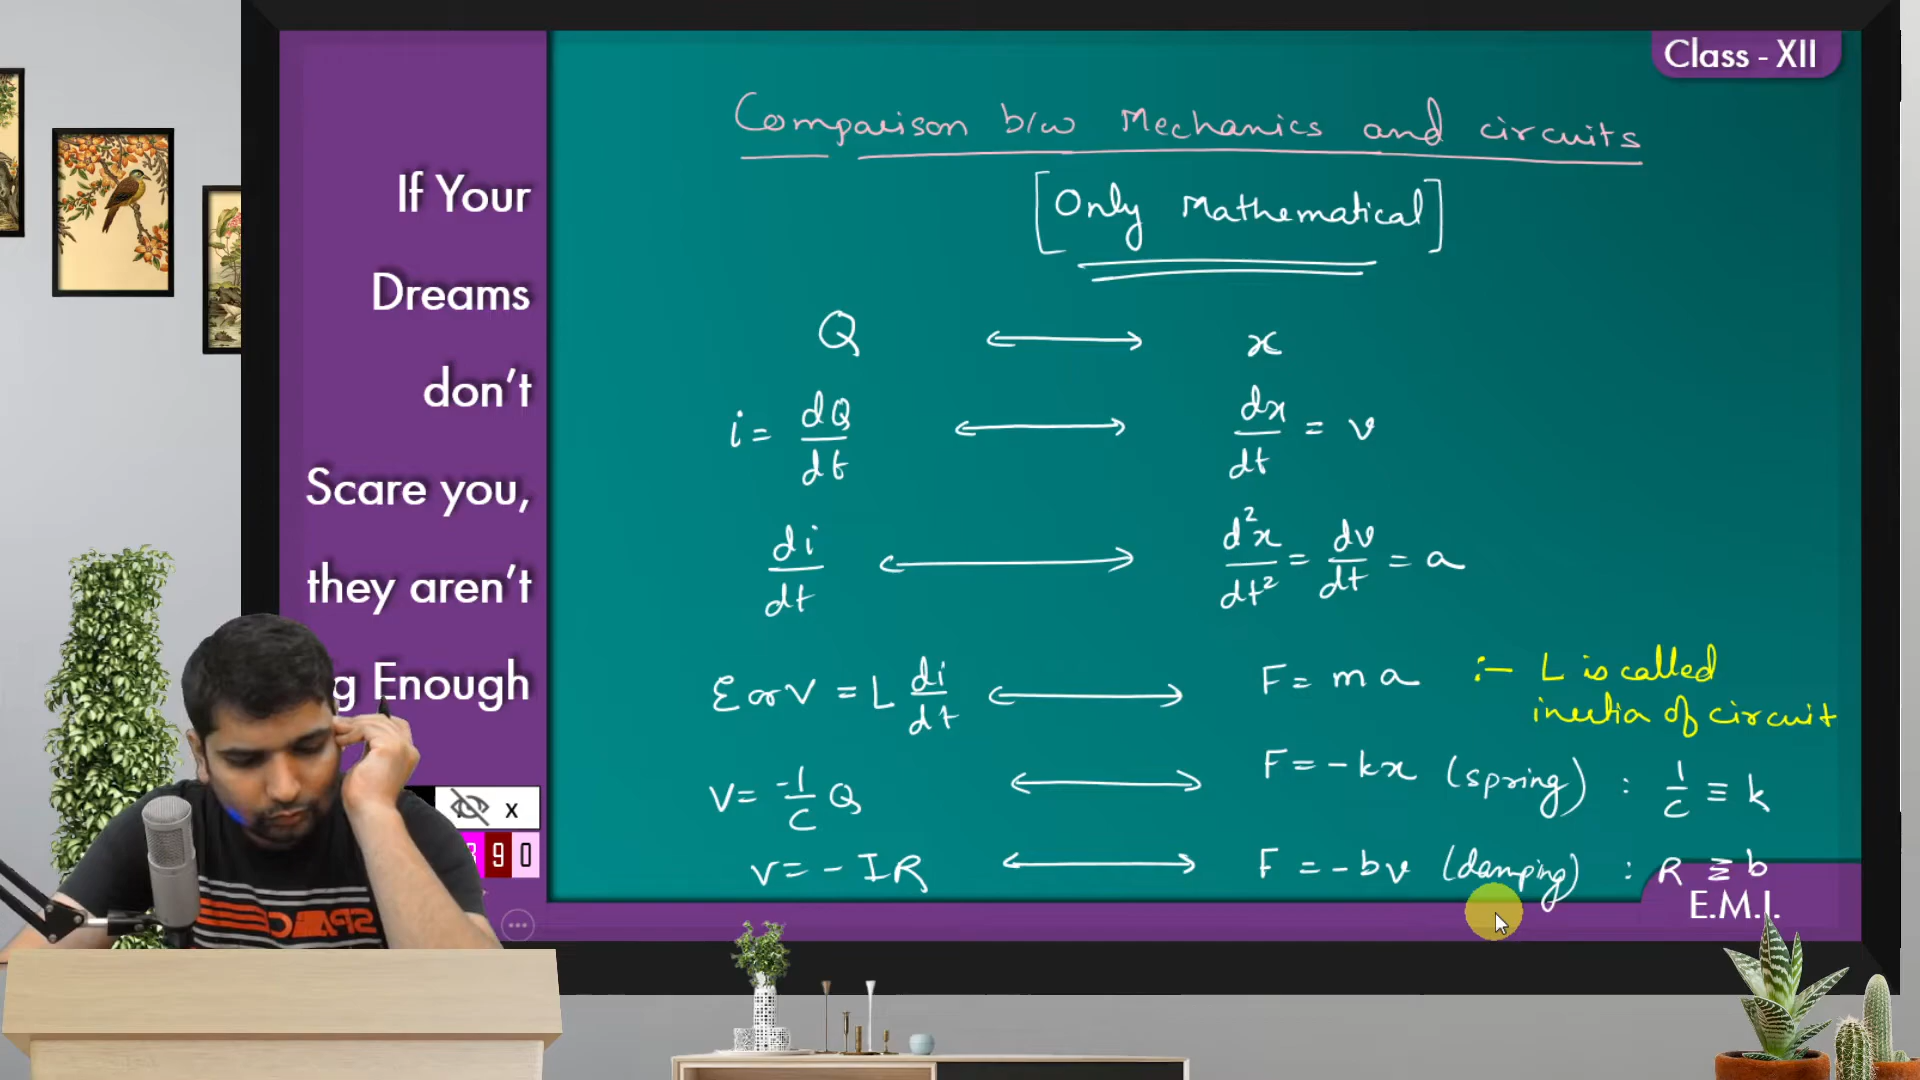 Class - XII
If Your
Dreams
don't
Scare you,
they aren't
g Enough
Comparison b/w Mechanics and circuits
[Only Mathematical]
Q ⟷ x
i = dQ/dt ⟷ dx/dt = v
di/dt ⟷ d²x/dt² = dv/dt = a
E or V = L di/dt ⟷ F = ma :- L is called
inertia of circuit
V = -1/C Q ⟷ F = -kx (spring) : 1/C ≡ k
V = - IR ⟷ F = -bv (damping) : R ≡ b
E.M.I.
x
9 0